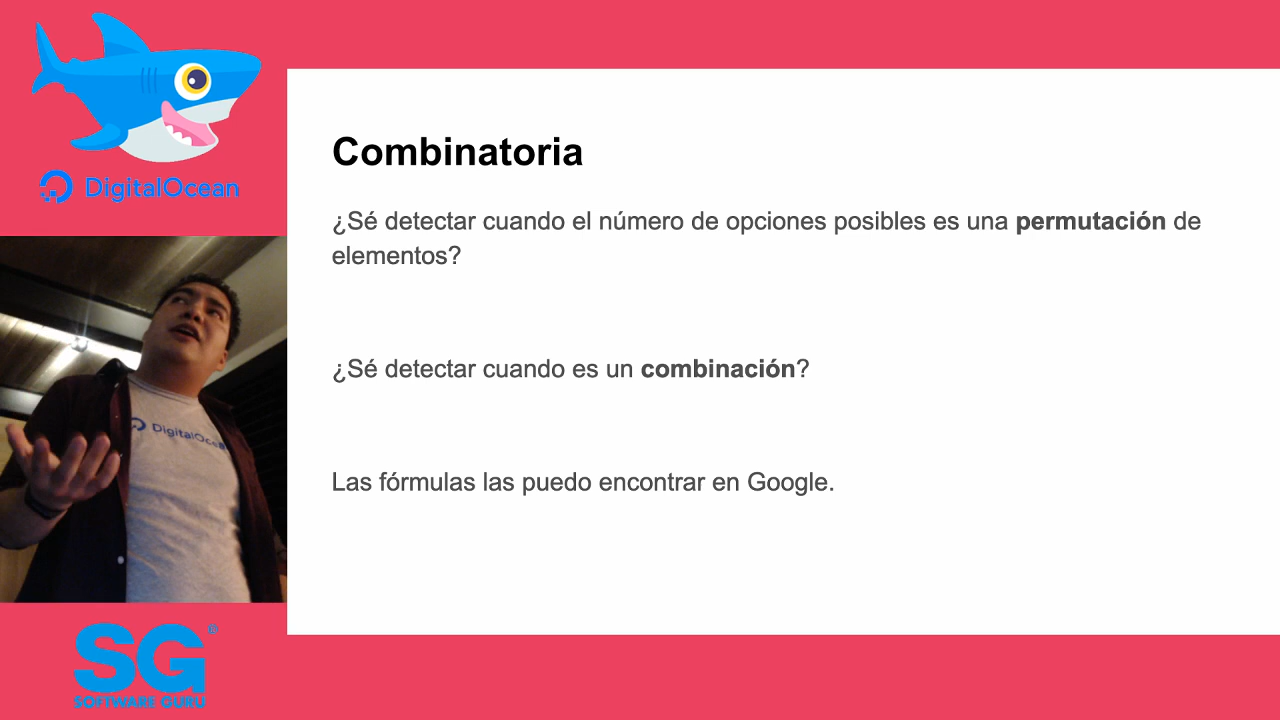 DigitalOcean
Combinatoria
¿Sé detectar cuando el número de opciones posibles es una permutación de
elementos?
¿Sé detectar cuando es un combinación?
Las fórmulas las puedo encontrar en Google.
DigitalOcean
SG®
SOFTWARE GURU